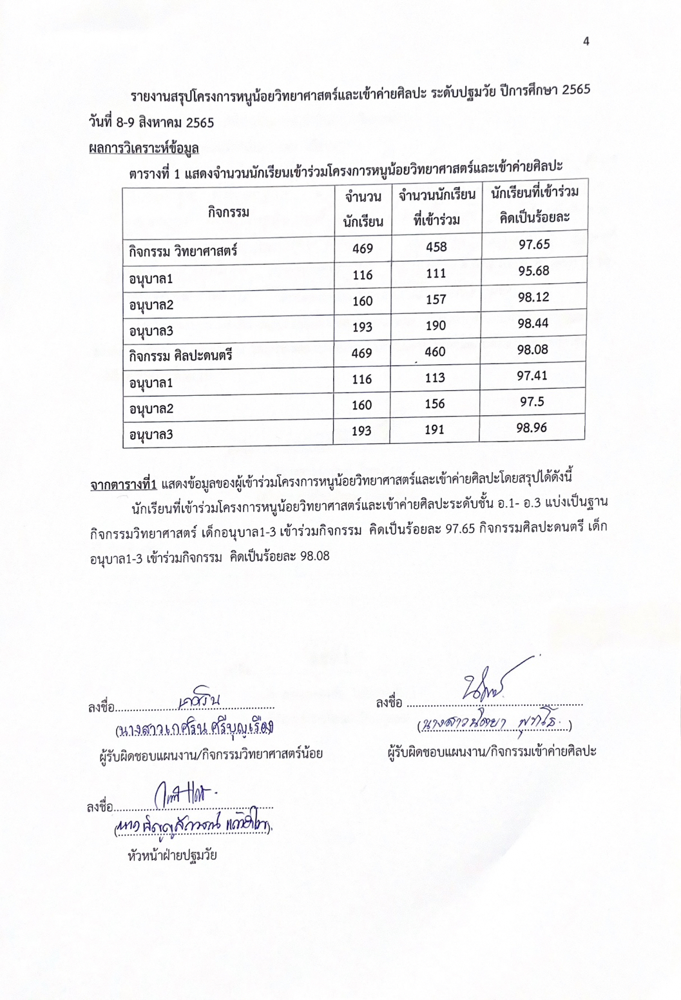 4
รายงานสรุปโครงการหนูน้อยวิทยาศาสตร์และเข้าค่ายศิลปะ ระดับปฐมวัย ปีการศึกษา 2565
วันที่ 8-9 สิงหาคม 2565
ผลการวิเคราะห์ข้อมูล
ตารางที่ 1 แสดงจำนวนนักเรียนเข้าร่วมโครงการหนูน้อยวิทยาศาสตร์และเข้าค่ายศิลปะ
กิจกรรม จำนวนนักเรียน จำนวนนักเรียนที่เข้าร่วม นักเรียนที่เข้าร่วมคิดเป็นร้อยละ
กิจกรรม วิทยาศาสตร์ 469 458 97.65
อนุบาล1 116 111 95.68
อนุบาล2 160 157 98.12
อนุบาล3 193 190 98.44
กิจกรรม ศิลปะดนตรี 469 460 98.08
อนุบาล1 116 113 97.41
อนุบาล2 160 156 97.5
อนุบาล3 193 191 98.96
จากตารางที่1 แสดงข้อมูลของผู้เข้าร่วมโครงการหนูน้อยวิทยาศาสตร์และเข้าค่ายศิลปะโดยสรุปได้ดังนี้
นักเรียนที่เข้าร่วมโครงการหนูน้อยวิทยาศาสตร์และเข้าค่ายศิลปะระดับชั้น อ.1- อ.3 แบ่งเป็นฐาน
กิจกรรมวิทยาศาสตร์ เด็กอนุบาล1-3 เข้าร่วมกิจกรรม คิดเป็นร้อยละ 97.65 กิจกรรมศิลปะดนตรี เด็ก
อนุบาล1-3 เข้าร่วมกิจกรรม คิดเป็นร้อยละ 98.08
ลงชื่อ เกศริน
(นางสาวเกศริน ศรีบุญเรือง)
ผู้รับผิดชอบแผนงาน/กิจกรรมวิทยาศาสตร์น้อย
ลงชื่อ
(นางสาวนิตยา)
ผู้รับผิดชอบแผนงาน/กิจกรรมเข้าค่ายศิลปะ
ลงชื่อ
(นาง)
หัวหน้าฝ่ายปฐมวัย